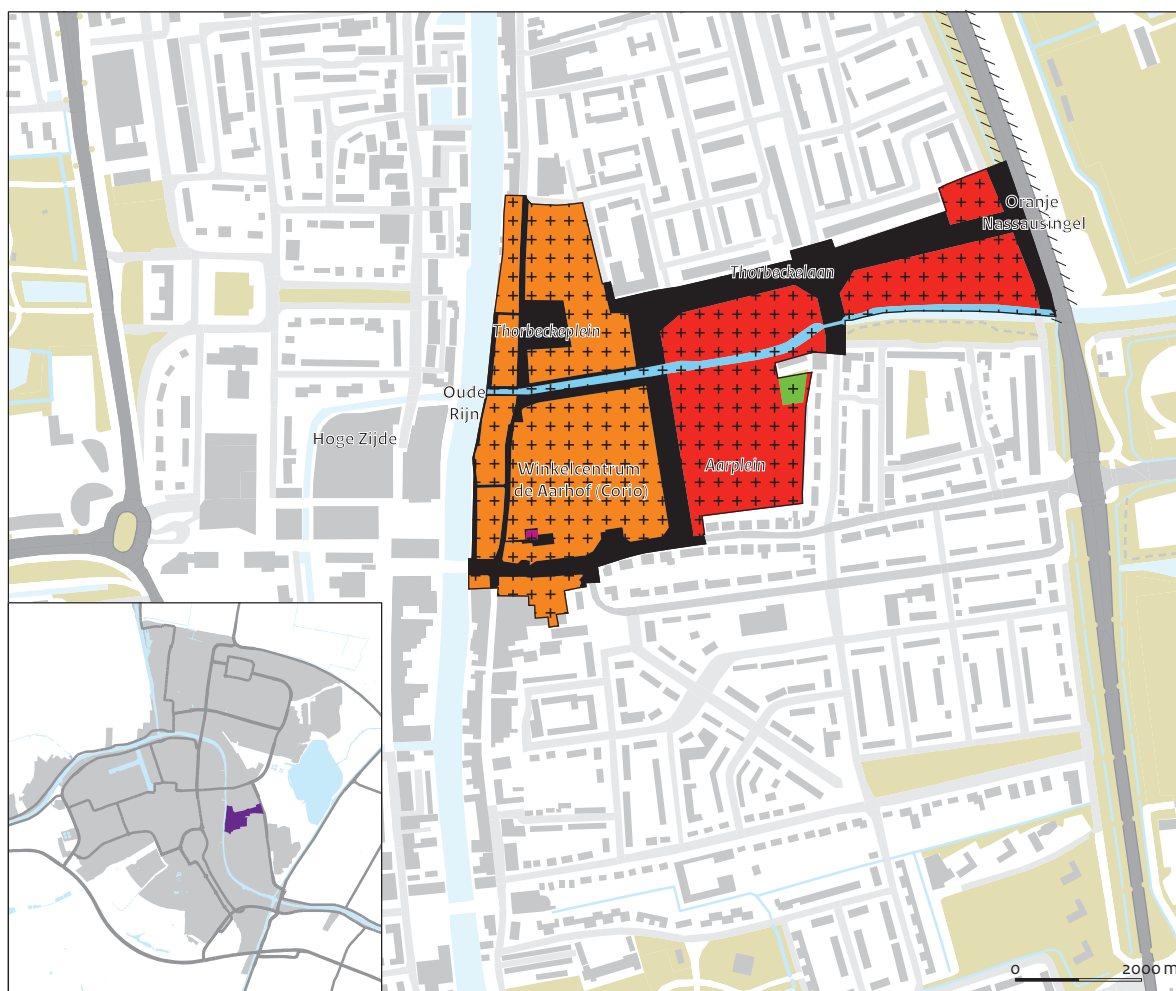 Oranje
Nassausingel
Thorbeckelaan
Thorbeckeplein
Oude
Rijn
Hoge Zijde
Winkelcentrum
de Aarhof (Corio)
Aarplein
0 2000 m